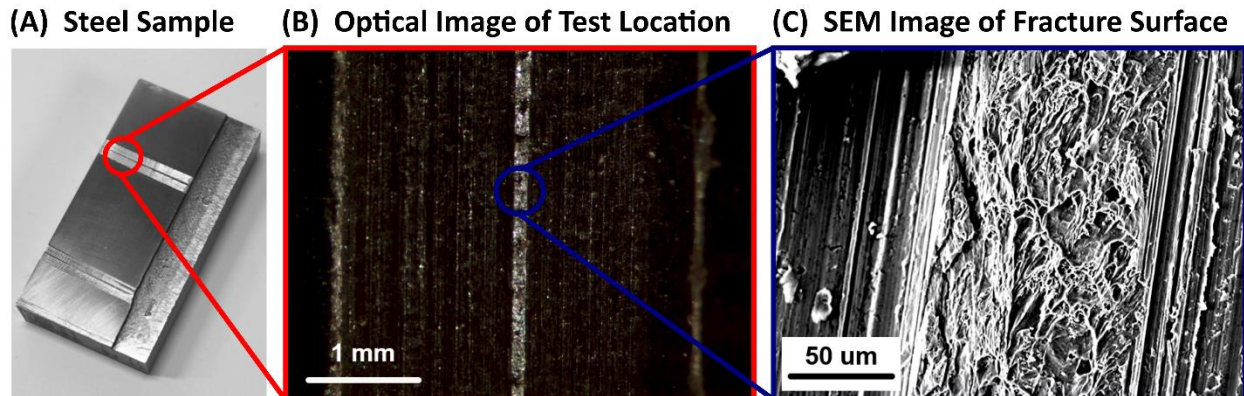 (A) Steel Sample
(B) Optical Image of Test Location
(C) SEM Image of Fracture Surface
1 mm
50 um